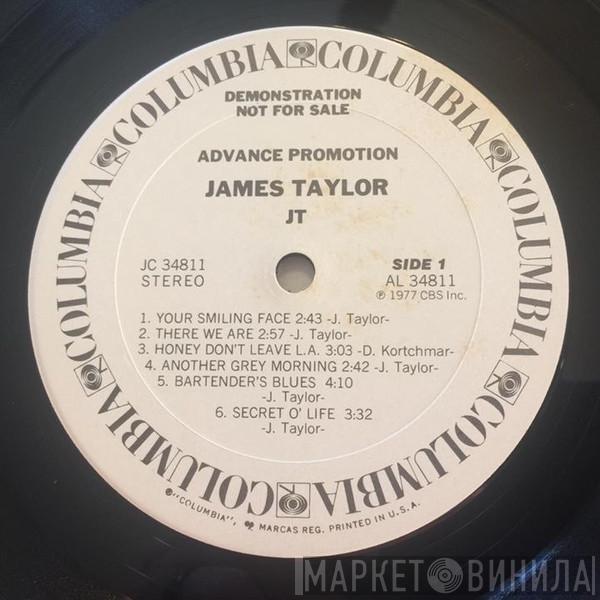 COLUMBIA COLUMBIA COLUMBIA COLUMBIA COLUMBIA COLUMBIA COLUMBIA COLUMBIA
DEMONSTRATION
NOT FOR SALE
ADVANCE PROMOTION
JAMES TAYLOR
JT
JC 34811
STEREO
SIDE 1
AL 34811
℗ 1977 CBS Inc.
1. YOUR SMILING FACE 2:43 -J. Taylor-
2. THERE WE ARE 2:57 -J. Taylor-
3. HONEY DON'T LEAVE L.A. 3:03 -D. Kortchmar-
4. ANOTHER GREY MORNING 2:42 -J. Taylor-
5. BARTENDER'S BLUES 4:10
-J. Taylor-
6. SECRET O' LIFE 3:32
-J. Taylor-
"COLUMBIA", MARCAS REG. PRINTED IN U.S.A.
МАРКЕТ ВИНИЛА